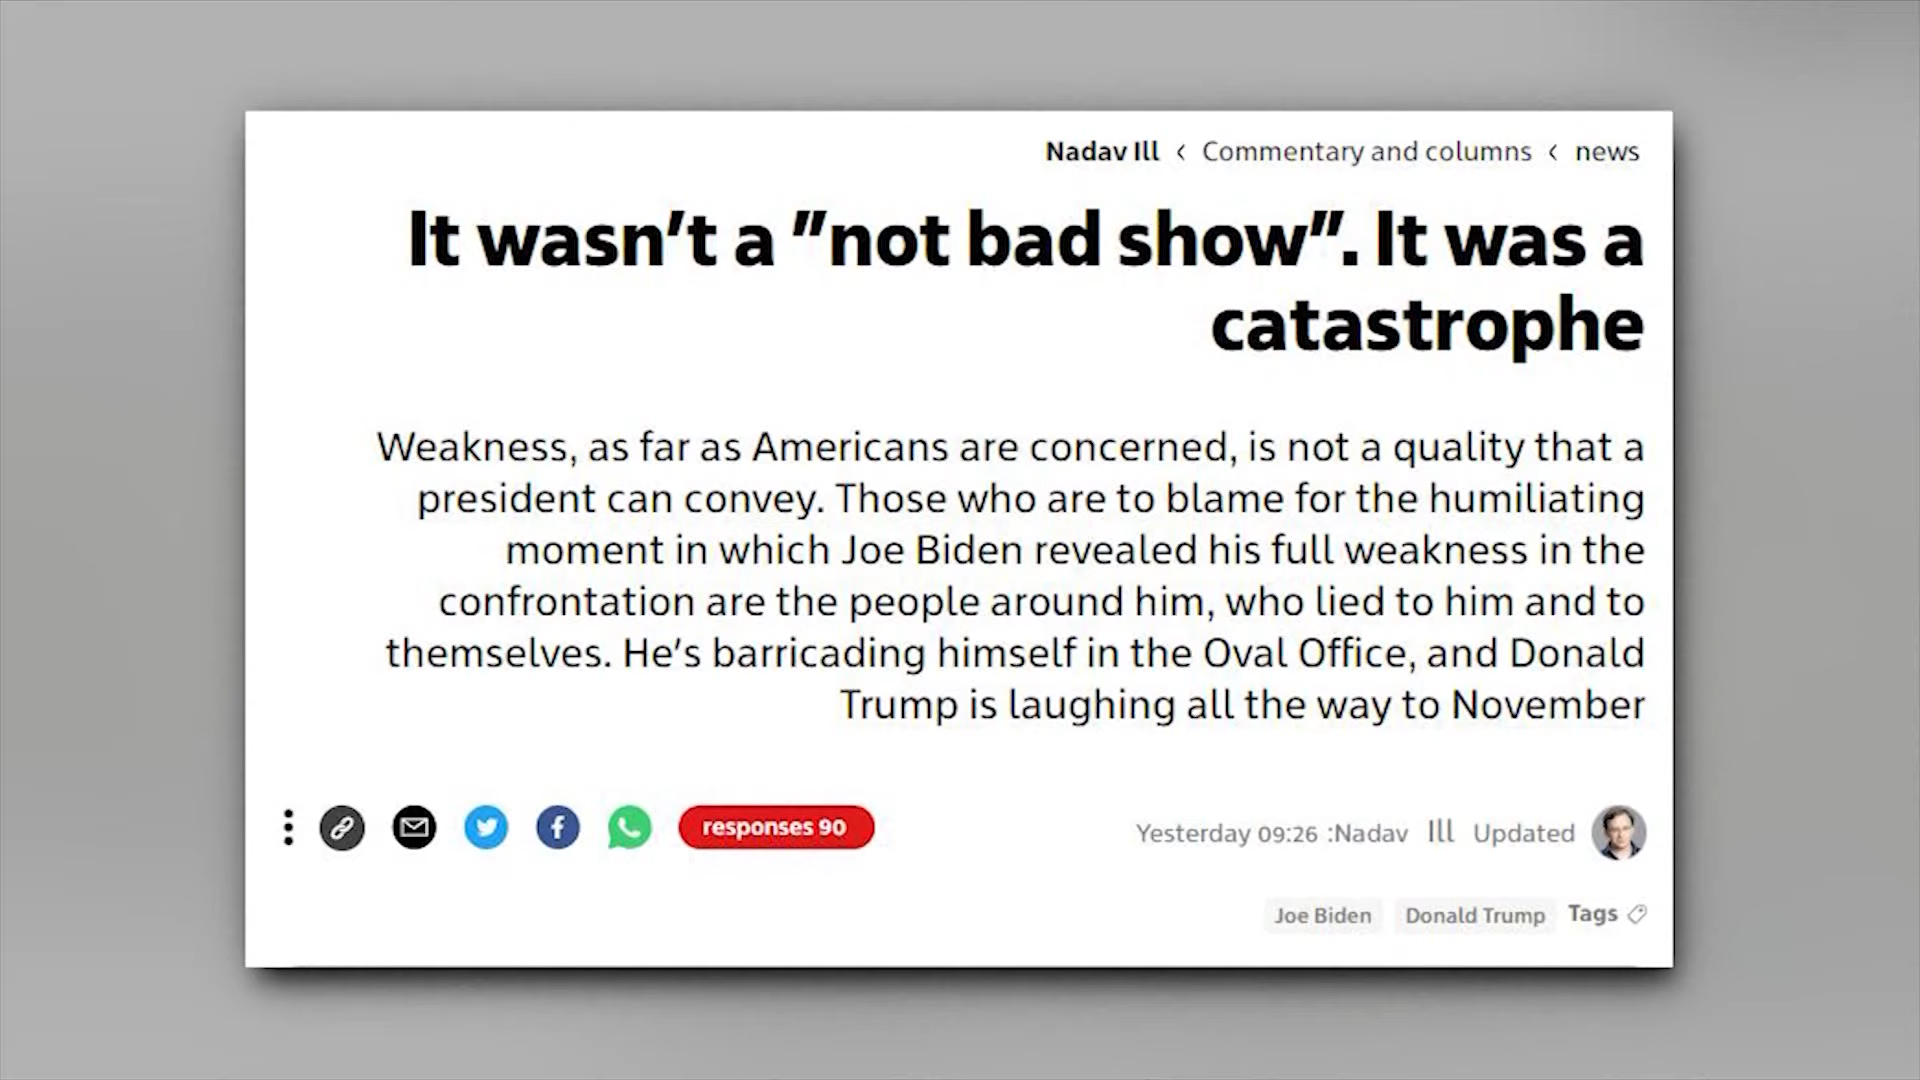 Nadav Ill < Commentary and columns < news
It wasn't a "not bad show". It was a
catastrophe
Weakness, as far as Americans are concerned, is not a quality that a
president can convey. Those who are to blame for the humiliating
moment in which Joe Biden revealed his full weakness in the
confrontation are the people around him, who lied to him and to
themselves. He's barricading himself in the Oval Office, and Donald
Trump is laughing all the way to November
responses 90
Yesterday 09:26 :Nadav Ill Updated
Joe Biden Donald Trump Tags